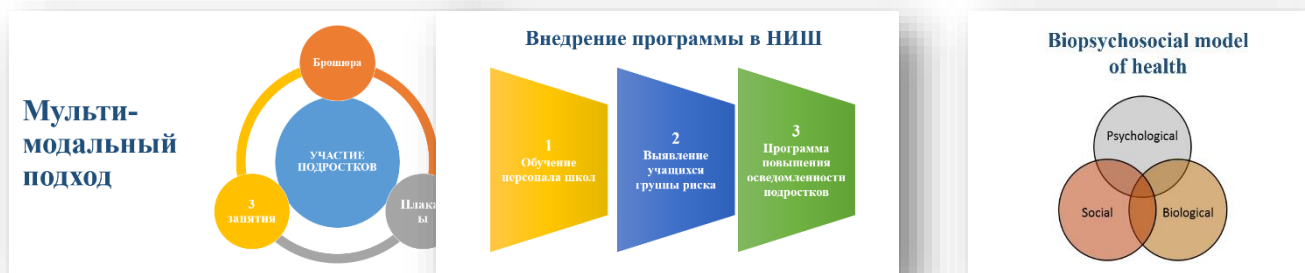 Мульти-
модальный
подход
Брошюра
УЧАСТИЕ
ПОДРОСТКОВ
3
занятия
Плака
ы
Внедрение программы в НИШ
1
Обучение
персонала школ
2
Выявление
учащихся
группы риска
3
Программа
повышения
осведомленности
подростков
Biopsychosocial model
of health
Psychological
Social
Biological